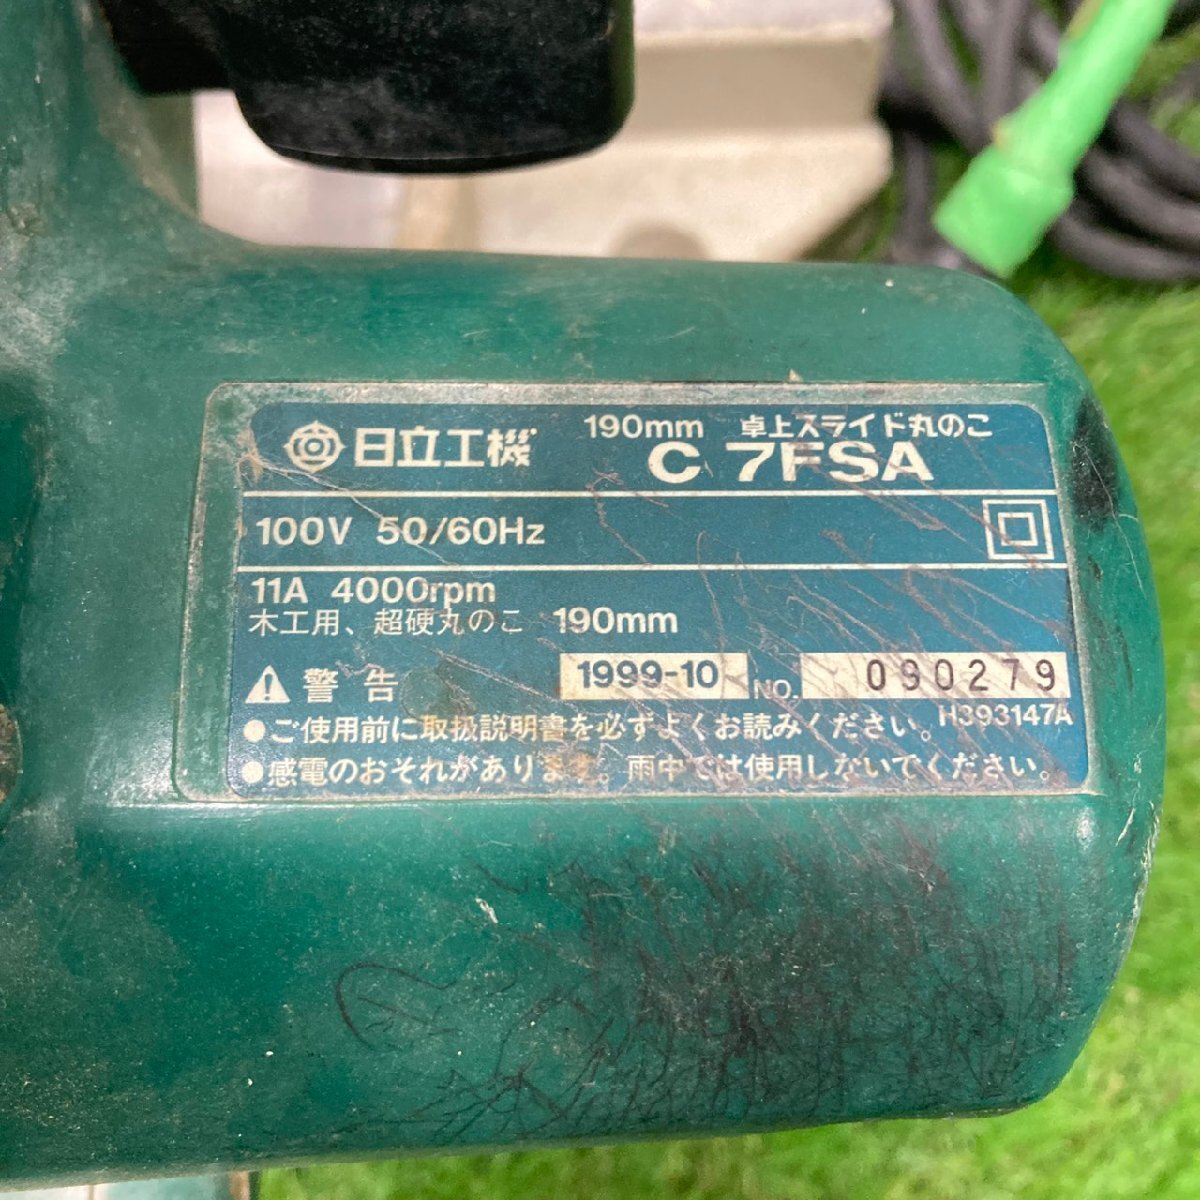 日立工機 190mm 卓上スライド丸のこ
C 7FSA
100V 50/60Hz
11A 4000rpm
木工用、超硬丸のこ 190mm
警告 1999-10 NO. 090279
●ご使用前に取扱説明書を必ずよくお読みください。 H393147A
●感電のおそれがあります。雨中では使用しないでください。